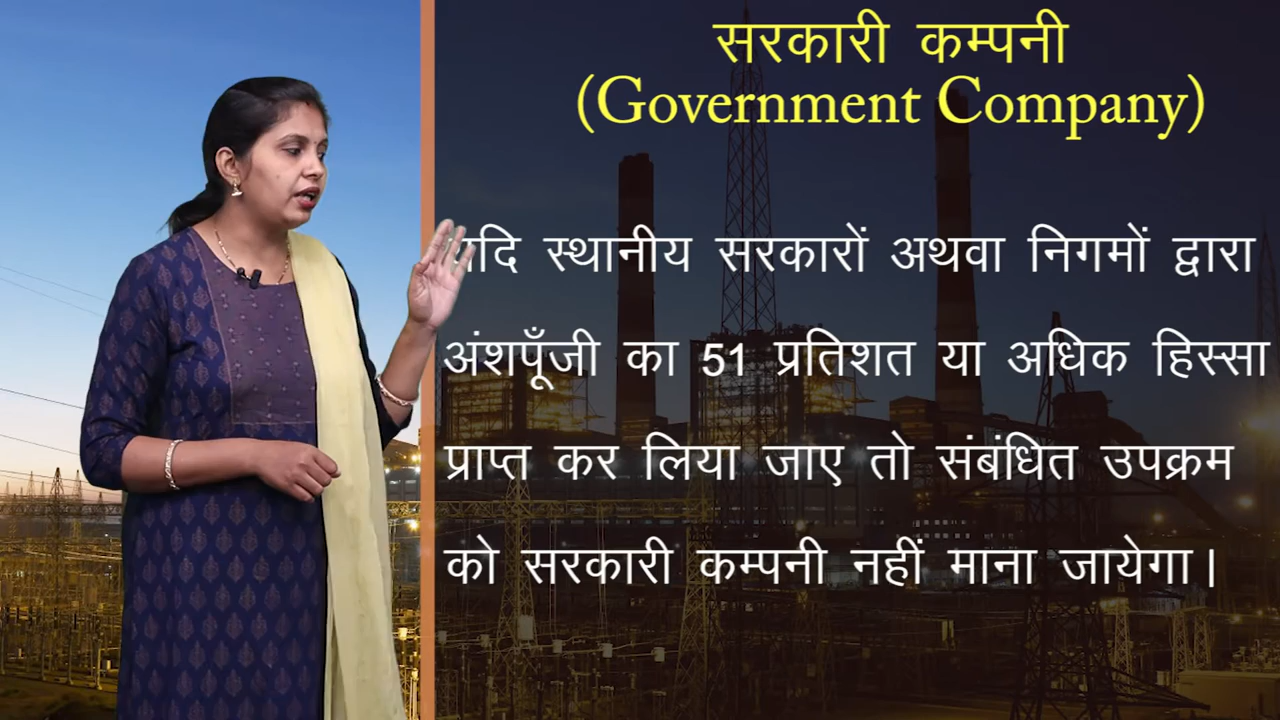 सरकारी कम्पनी
(Government Company)
यदि स्थानीय सरकारों अथवा निगमों द्वारा
अंशपूँजी का 51 प्रतिशत या अधिक हिस्सा
प्राप्त कर लिया जाए तो संबंधित उपक्रम
को सरकारी कम्पनी नहीं माना जायेगा।